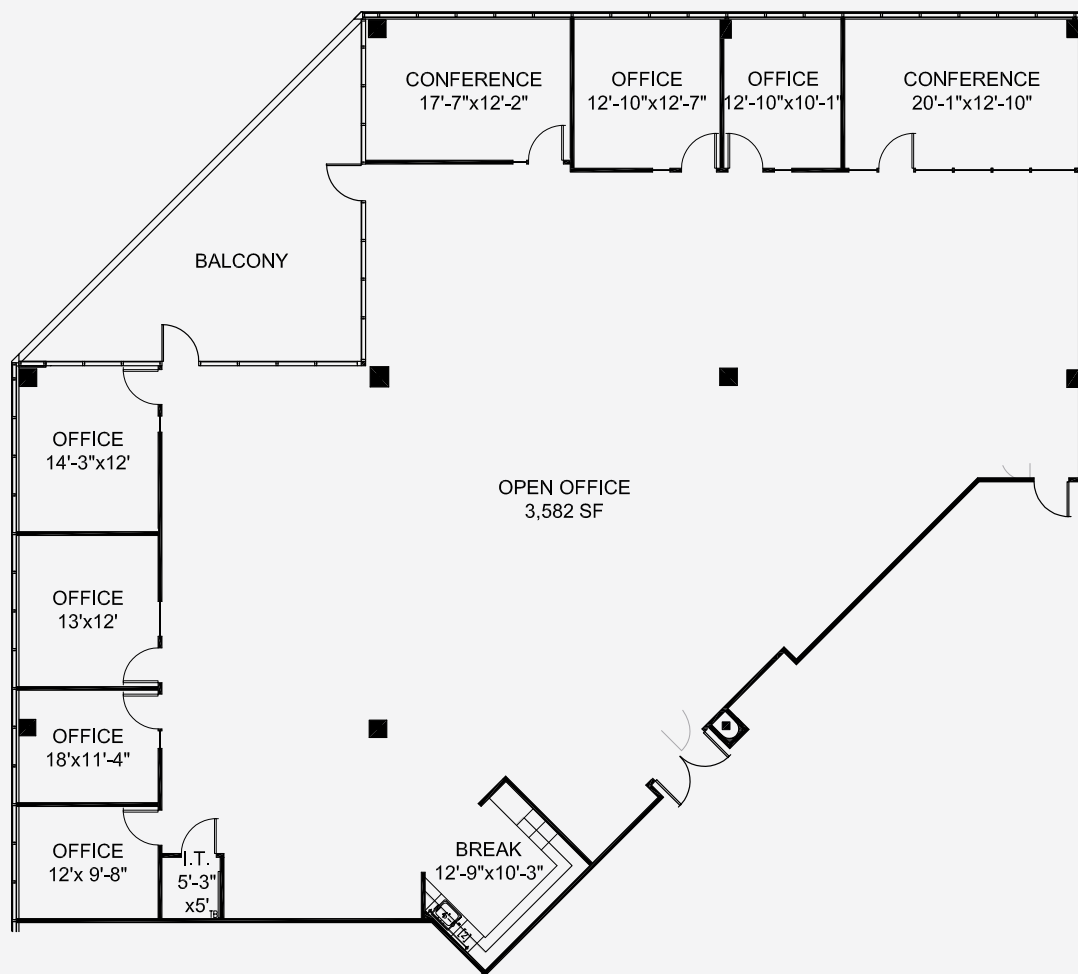 CONFERENCE
17'-7"x12'-2"
OFFICE
12'-10"x12'-7"
OFFICE
12'-10"x10'-1"
CONFERENCE
20'-1"x12'-10"
BALCONY
OFFICE
14'-3"x12'
OPEN OFFICE
3,582 SF
OFFICE
13'x12'
OFFICE
18'x11'-4"
OFFICE
12'x 9'-8"
I.T.
5'-3"
x5'
TB
BREAK
12'-9"x10'-3"